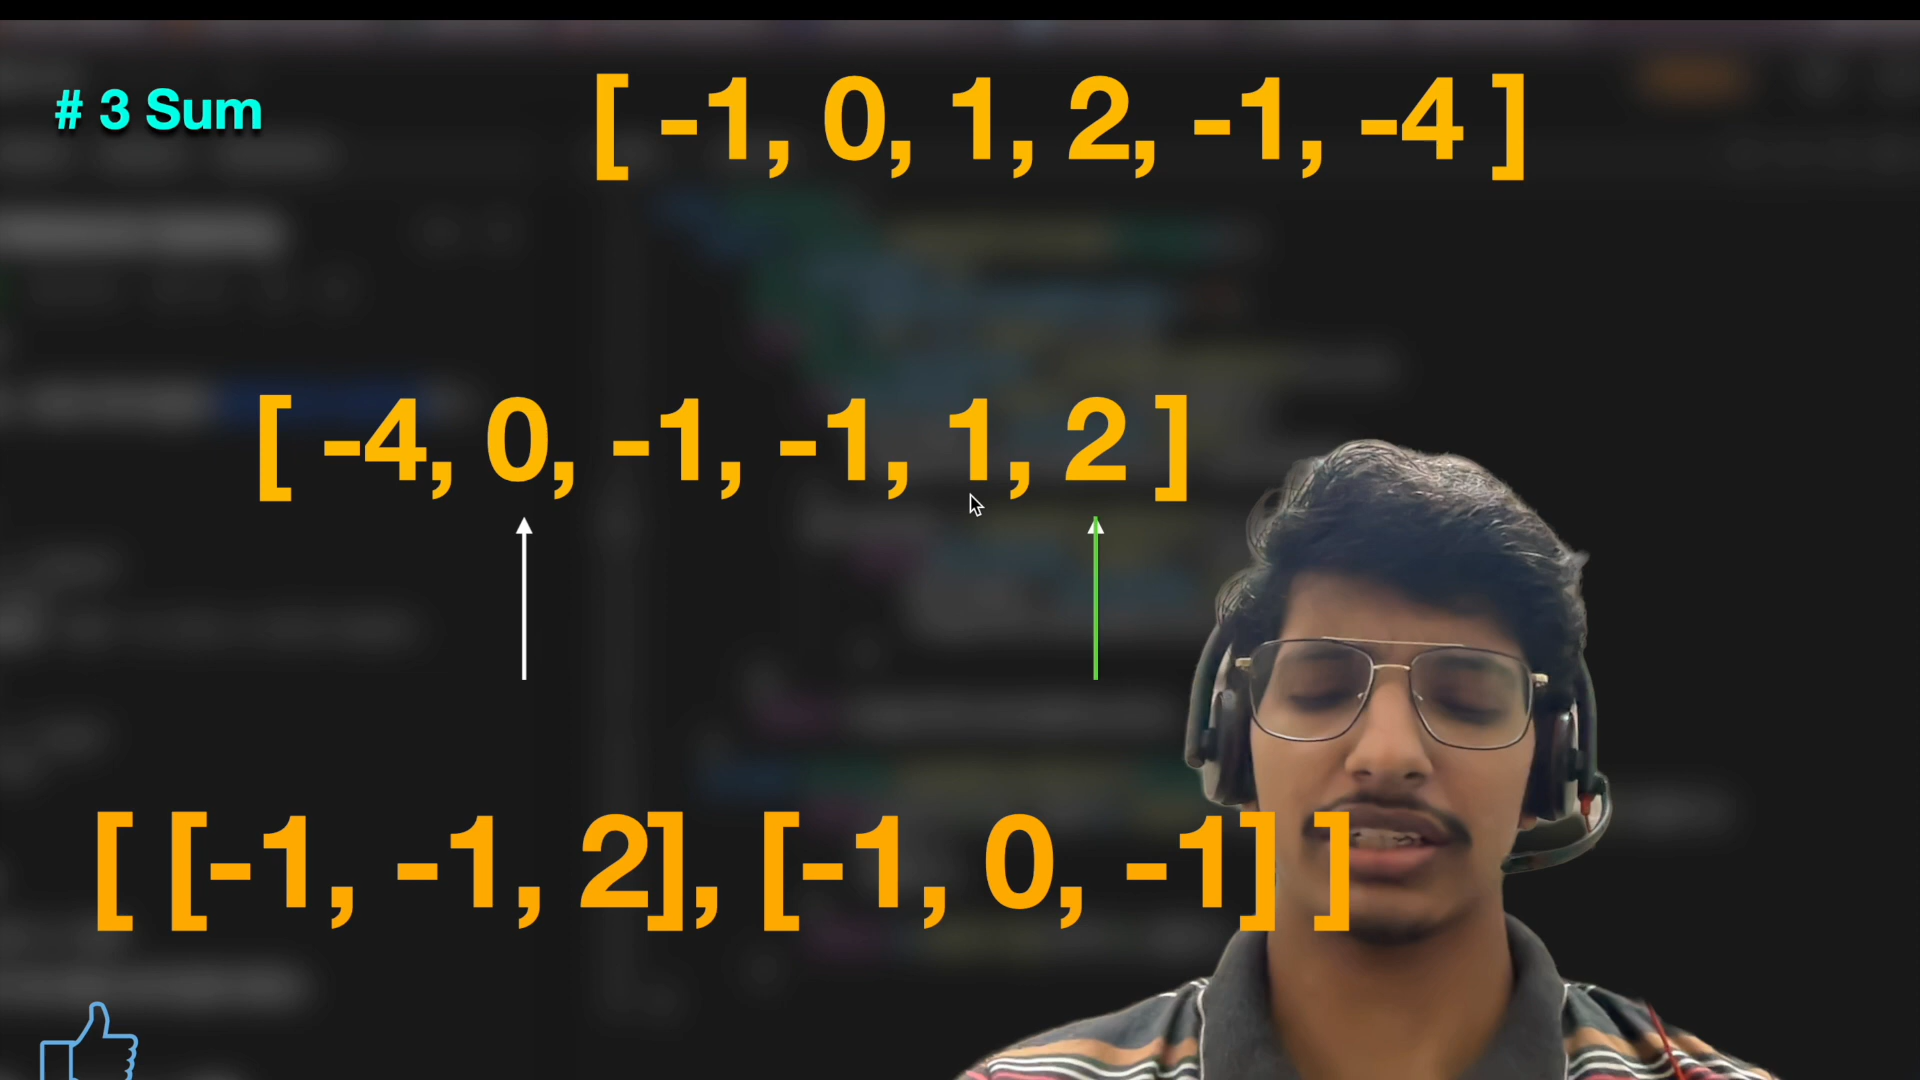 # 3 Sum
[ -1, 0, 1, 2, -1, -4 ]
[ -4, 0, -1, -1, 1, 2 ]
[ [-1, -1, 2], [-1, 0, -1] ]